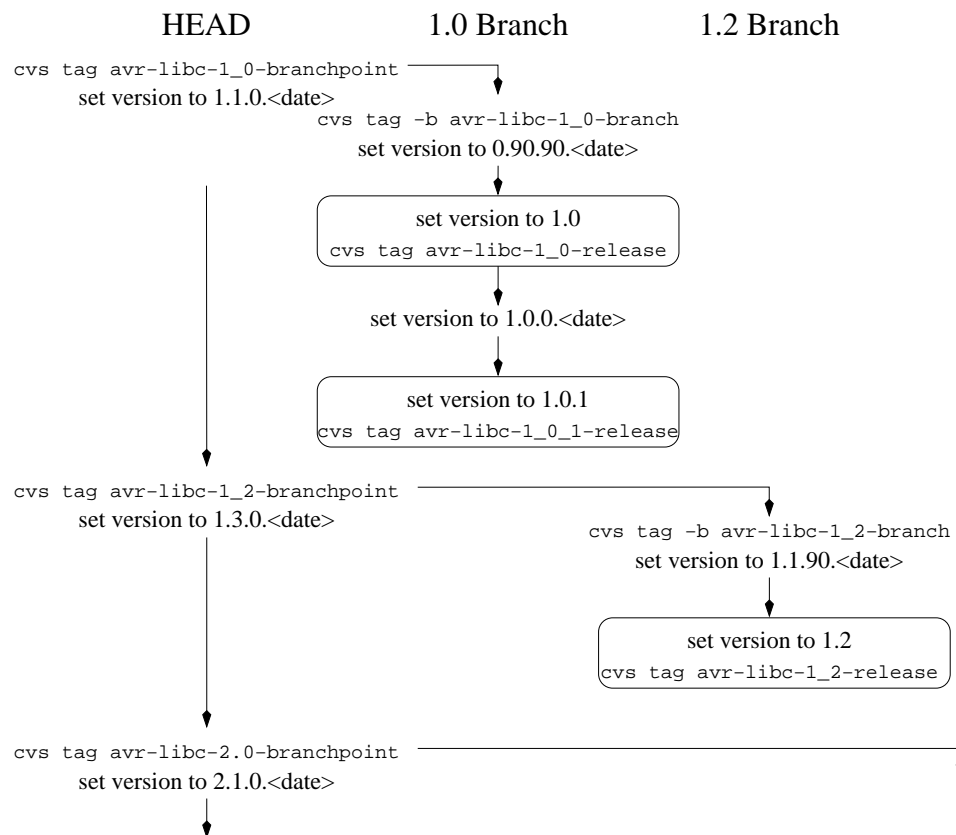 HEAD
1.0 Branch
1.2 Branch
cvs tag avr-libc-1_0-branchpoint
set version to 1.1.0.<date>
cvs tag -b avr-libc-1_0-branch
set version to 0.90.90.<date>
set version to 1.0
cvs tag avr-libc-1_0-release
set version to 1.0.0.<date>
set version to 1.0.1
cvs tag avr-libc-1_0_1-release
cvs tag avr-libc-1_2-branchpoint
set version to 1.3.0.<date>
cvs tag -b avr-libc-1_2-branch
set version to 1.1.90.<date>
set version to 1.2
cvs tag avr-libc-1_2-release
cvs tag avr-libc-2.0-branchpoint
set version to 2.1.0.<date>